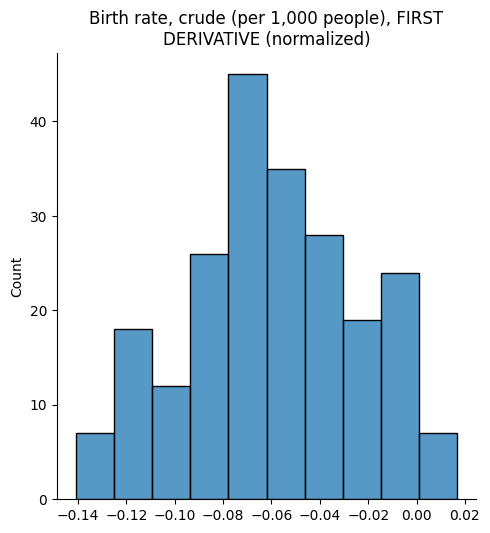 Birth rate, crude (per 1,000 people), FIRST
DERIVATIVE (normalized)
40
30
20
10
0
Count
−0.14 −0.12 −0.10 −0.08 −0.06 −0.04 −0.02 0.00 0.02